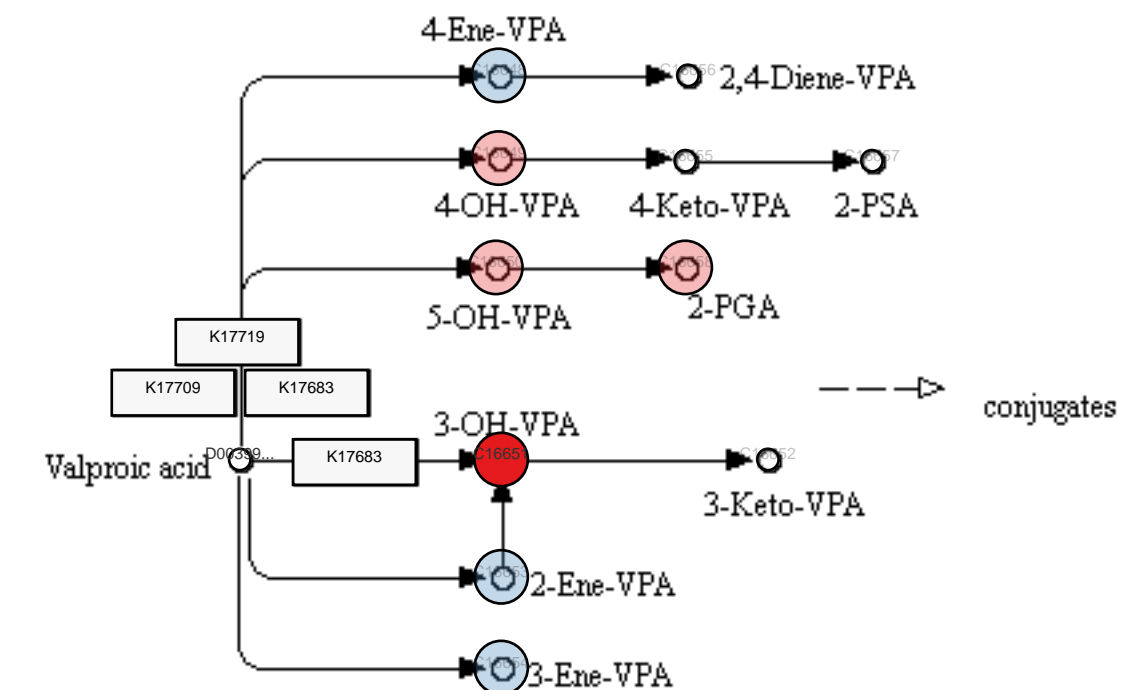 4-Ene-VPA
2,4-Diene-VPA
4-OH-VPA
4-Keto-VPA
2-PSA
5-OH-VPA
2-PGA
K17719
K17709
K17683
conjugates
3-OH-VPA
Valproic acid
D00399...
K17683
C16651
3-Keto-VPA
2-Ene-VPA
3-Ene-VPA